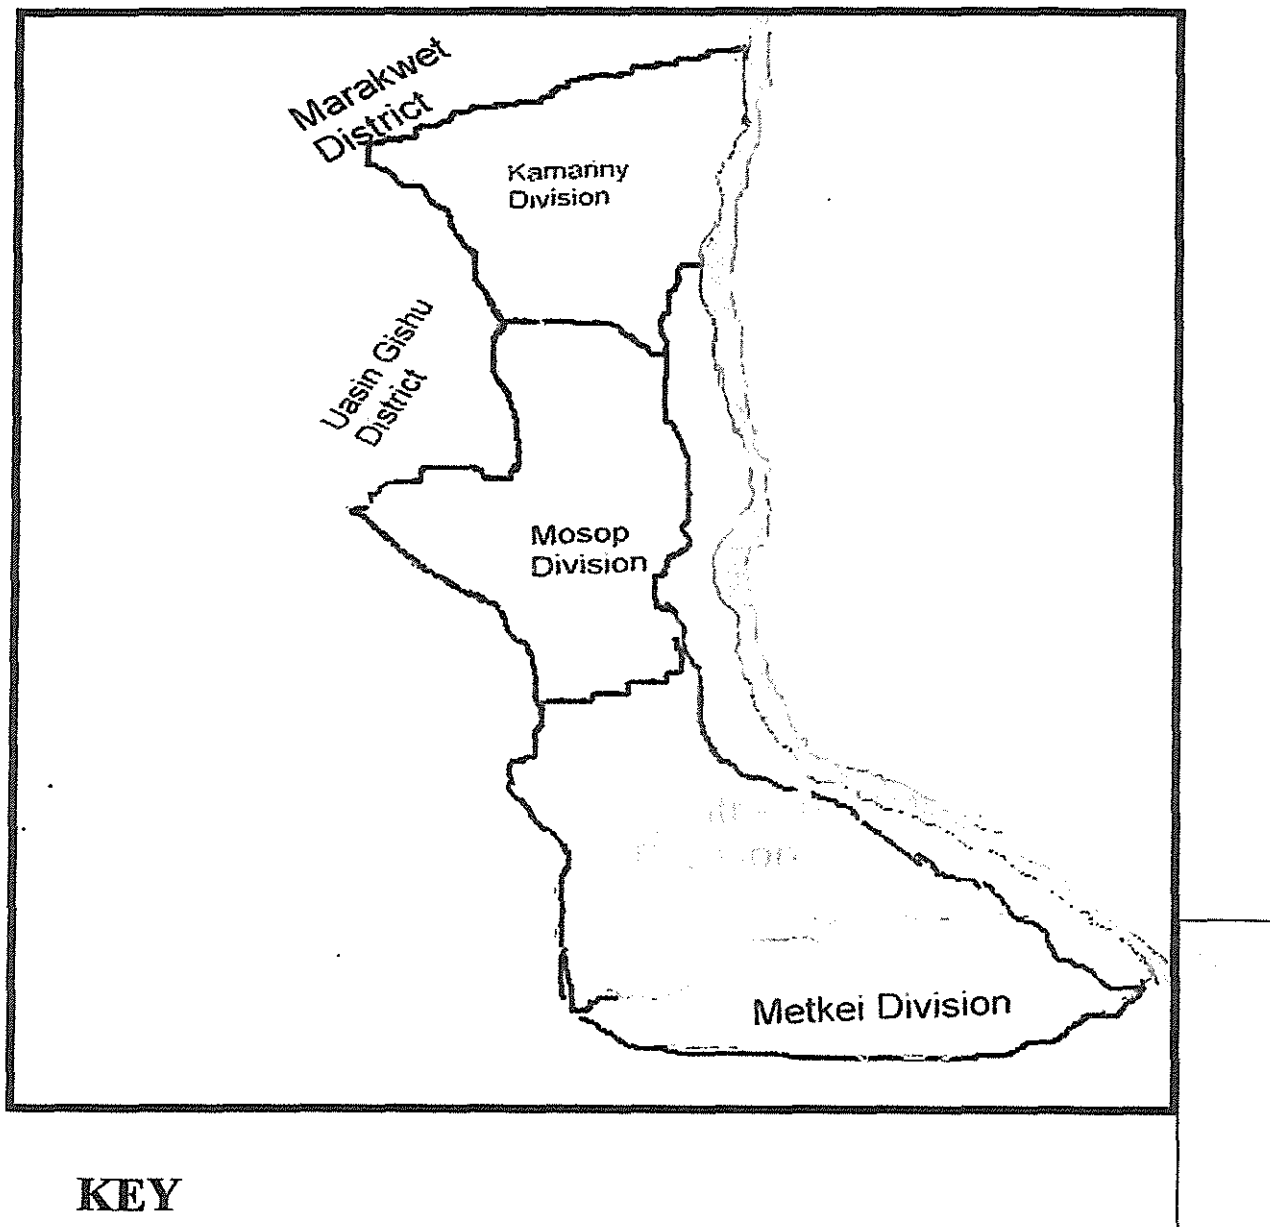 Marakwet
District
Kamariny
Division
Uasin Gishu
District
Mosop
Division
Metkei Division
KEY